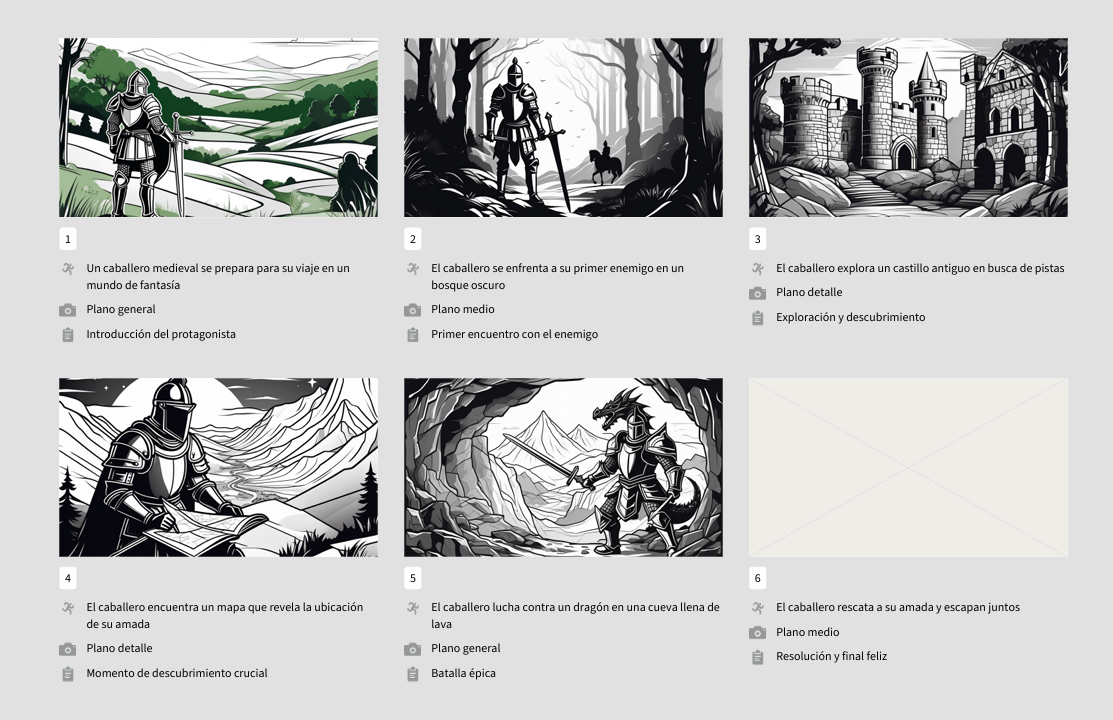 1
Un caballero medieval se prepara para su viaje en un
mundo de fantasía
Plano general
Introducción del protagonista
2
El caballero se enfrenta a su primer enemigo en un
bosque oscuro
Plano medio
Primer encuentro con el enemigo
3
El caballero explora un castillo antiguo en busca de pistas
Plano detalle
Exploración y descubrimiento
4
El caballero encuentra un mapa que revela la ubicación
de su amada
Plano detalle
Momento de descubrimiento crucial
5
El caballero lucha contra un dragón en una cueva llena de
lava
Plano general
Batalla épica
6
El caballero rescata a su amada y escapan juntos
Plano medio
Resolución y final feliz